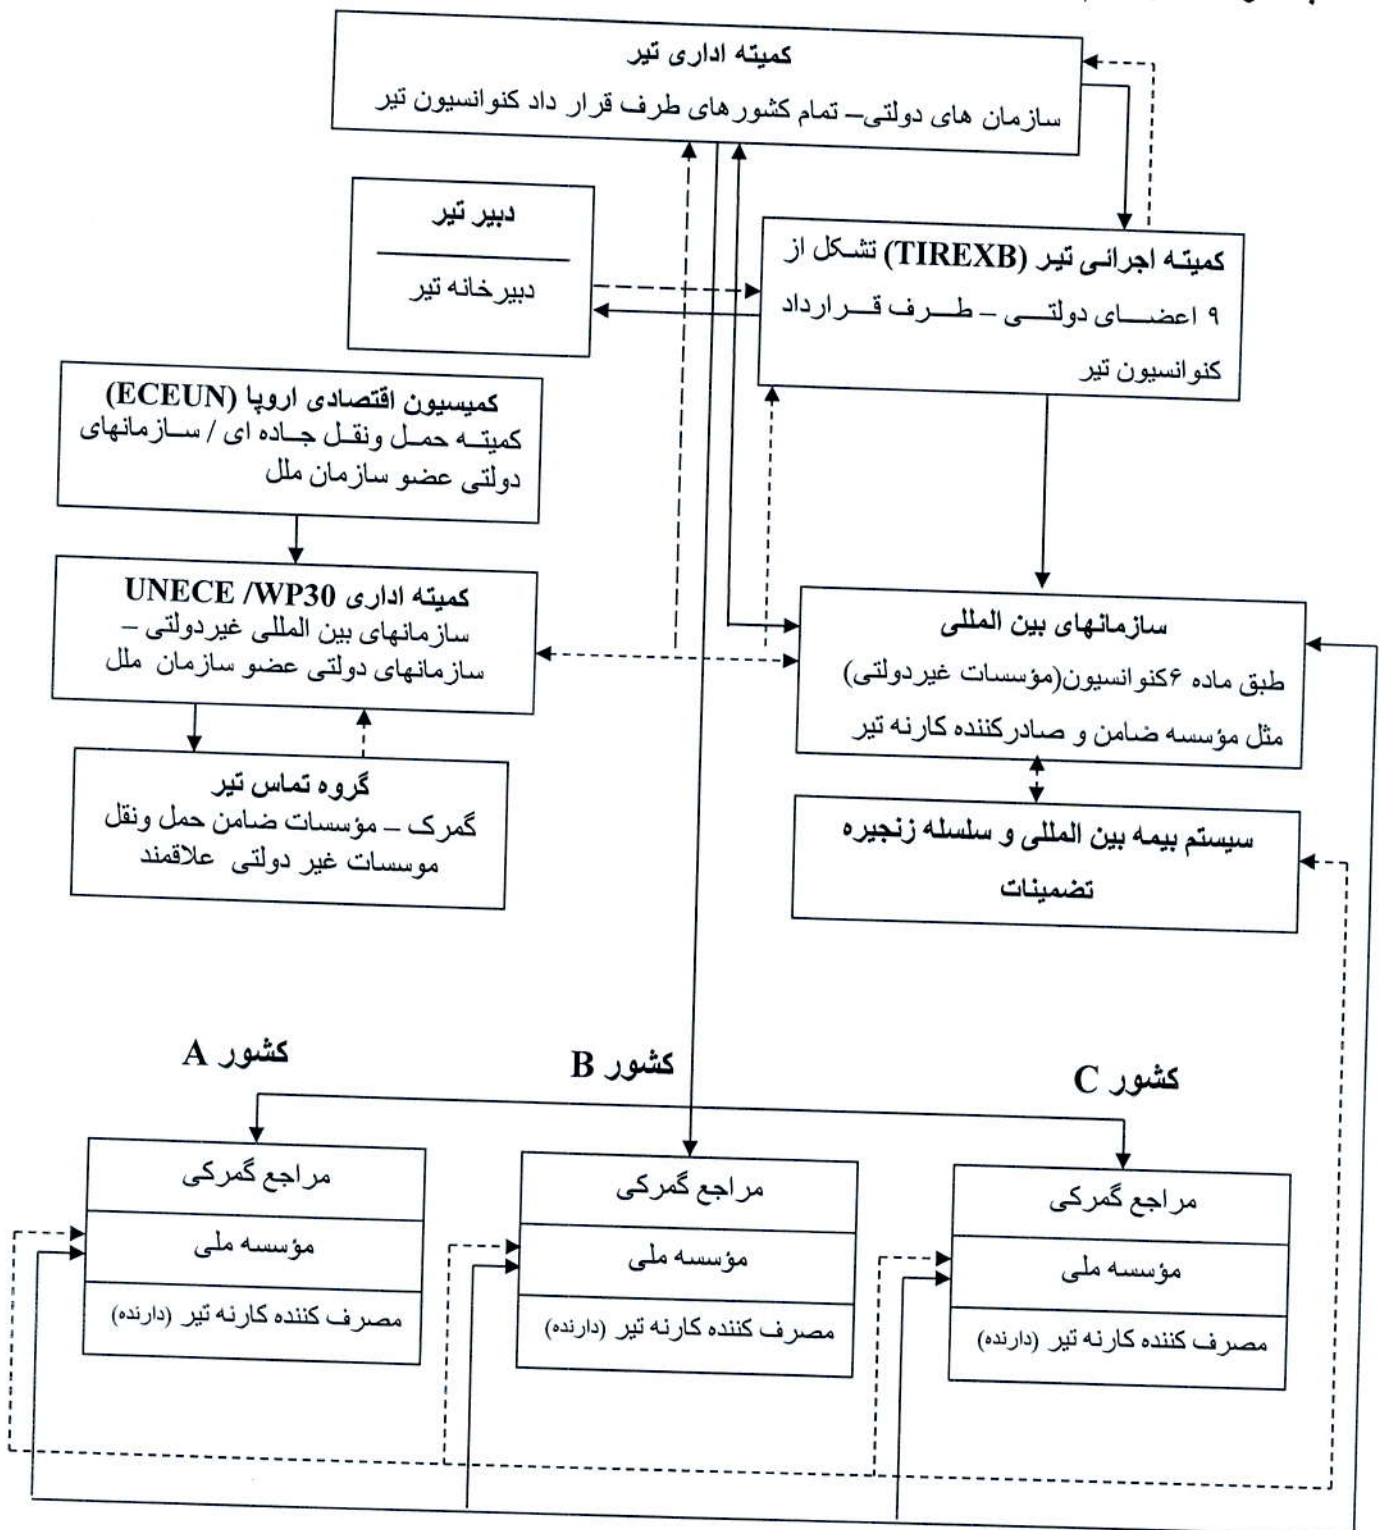 کمیته اداری تیر
سازمان های دولتی– تمام کشورهای طرف قرار داد کنوانسیون تیر
دبیر تیر
دبیرخانه تیر
کمیته اجرائی تیر (TIREXB) تشکل از
۹ اعضای دولتی – طرف قرارداد
کنوانسیون تیر
کمیسیون اقتصادی اروپا (ECEUN)
کمیته حمل ونقل جاده ای / سازمانهای
دولتی عضو سازمان ملل
کمیته اداری UNECE /WP30
سازمانهای بین المللی غیردولتی –
سازمانهای دولتی عضو سازمان ملل
سازمانهای بین المللی
طبق ماده ۶کنوانسیون(مؤسسات غیردولتی)
مثل مؤسسه ضامن و صادرکننده کارنه تیر
گروه تماس تیر
گمرک – مؤسسات ضامن حمل ونقل
موسسات غیر دولتی علاقمند
سیستم بیمه بین المللی و سلسله زنجیره
تضمینات
کشور A
کشور B
کشور C
مراجع گمرکی
مؤسسه ملی
مصرف کننده کارنه تیر (دارنده)
مراجع گمرکی
مؤسسه ملی
مصرف کننده کارنه تیر (دارنده)
مراجع گمرکی
مؤسسه ملی
مصرف کننده کارنه تیر (دارنده)